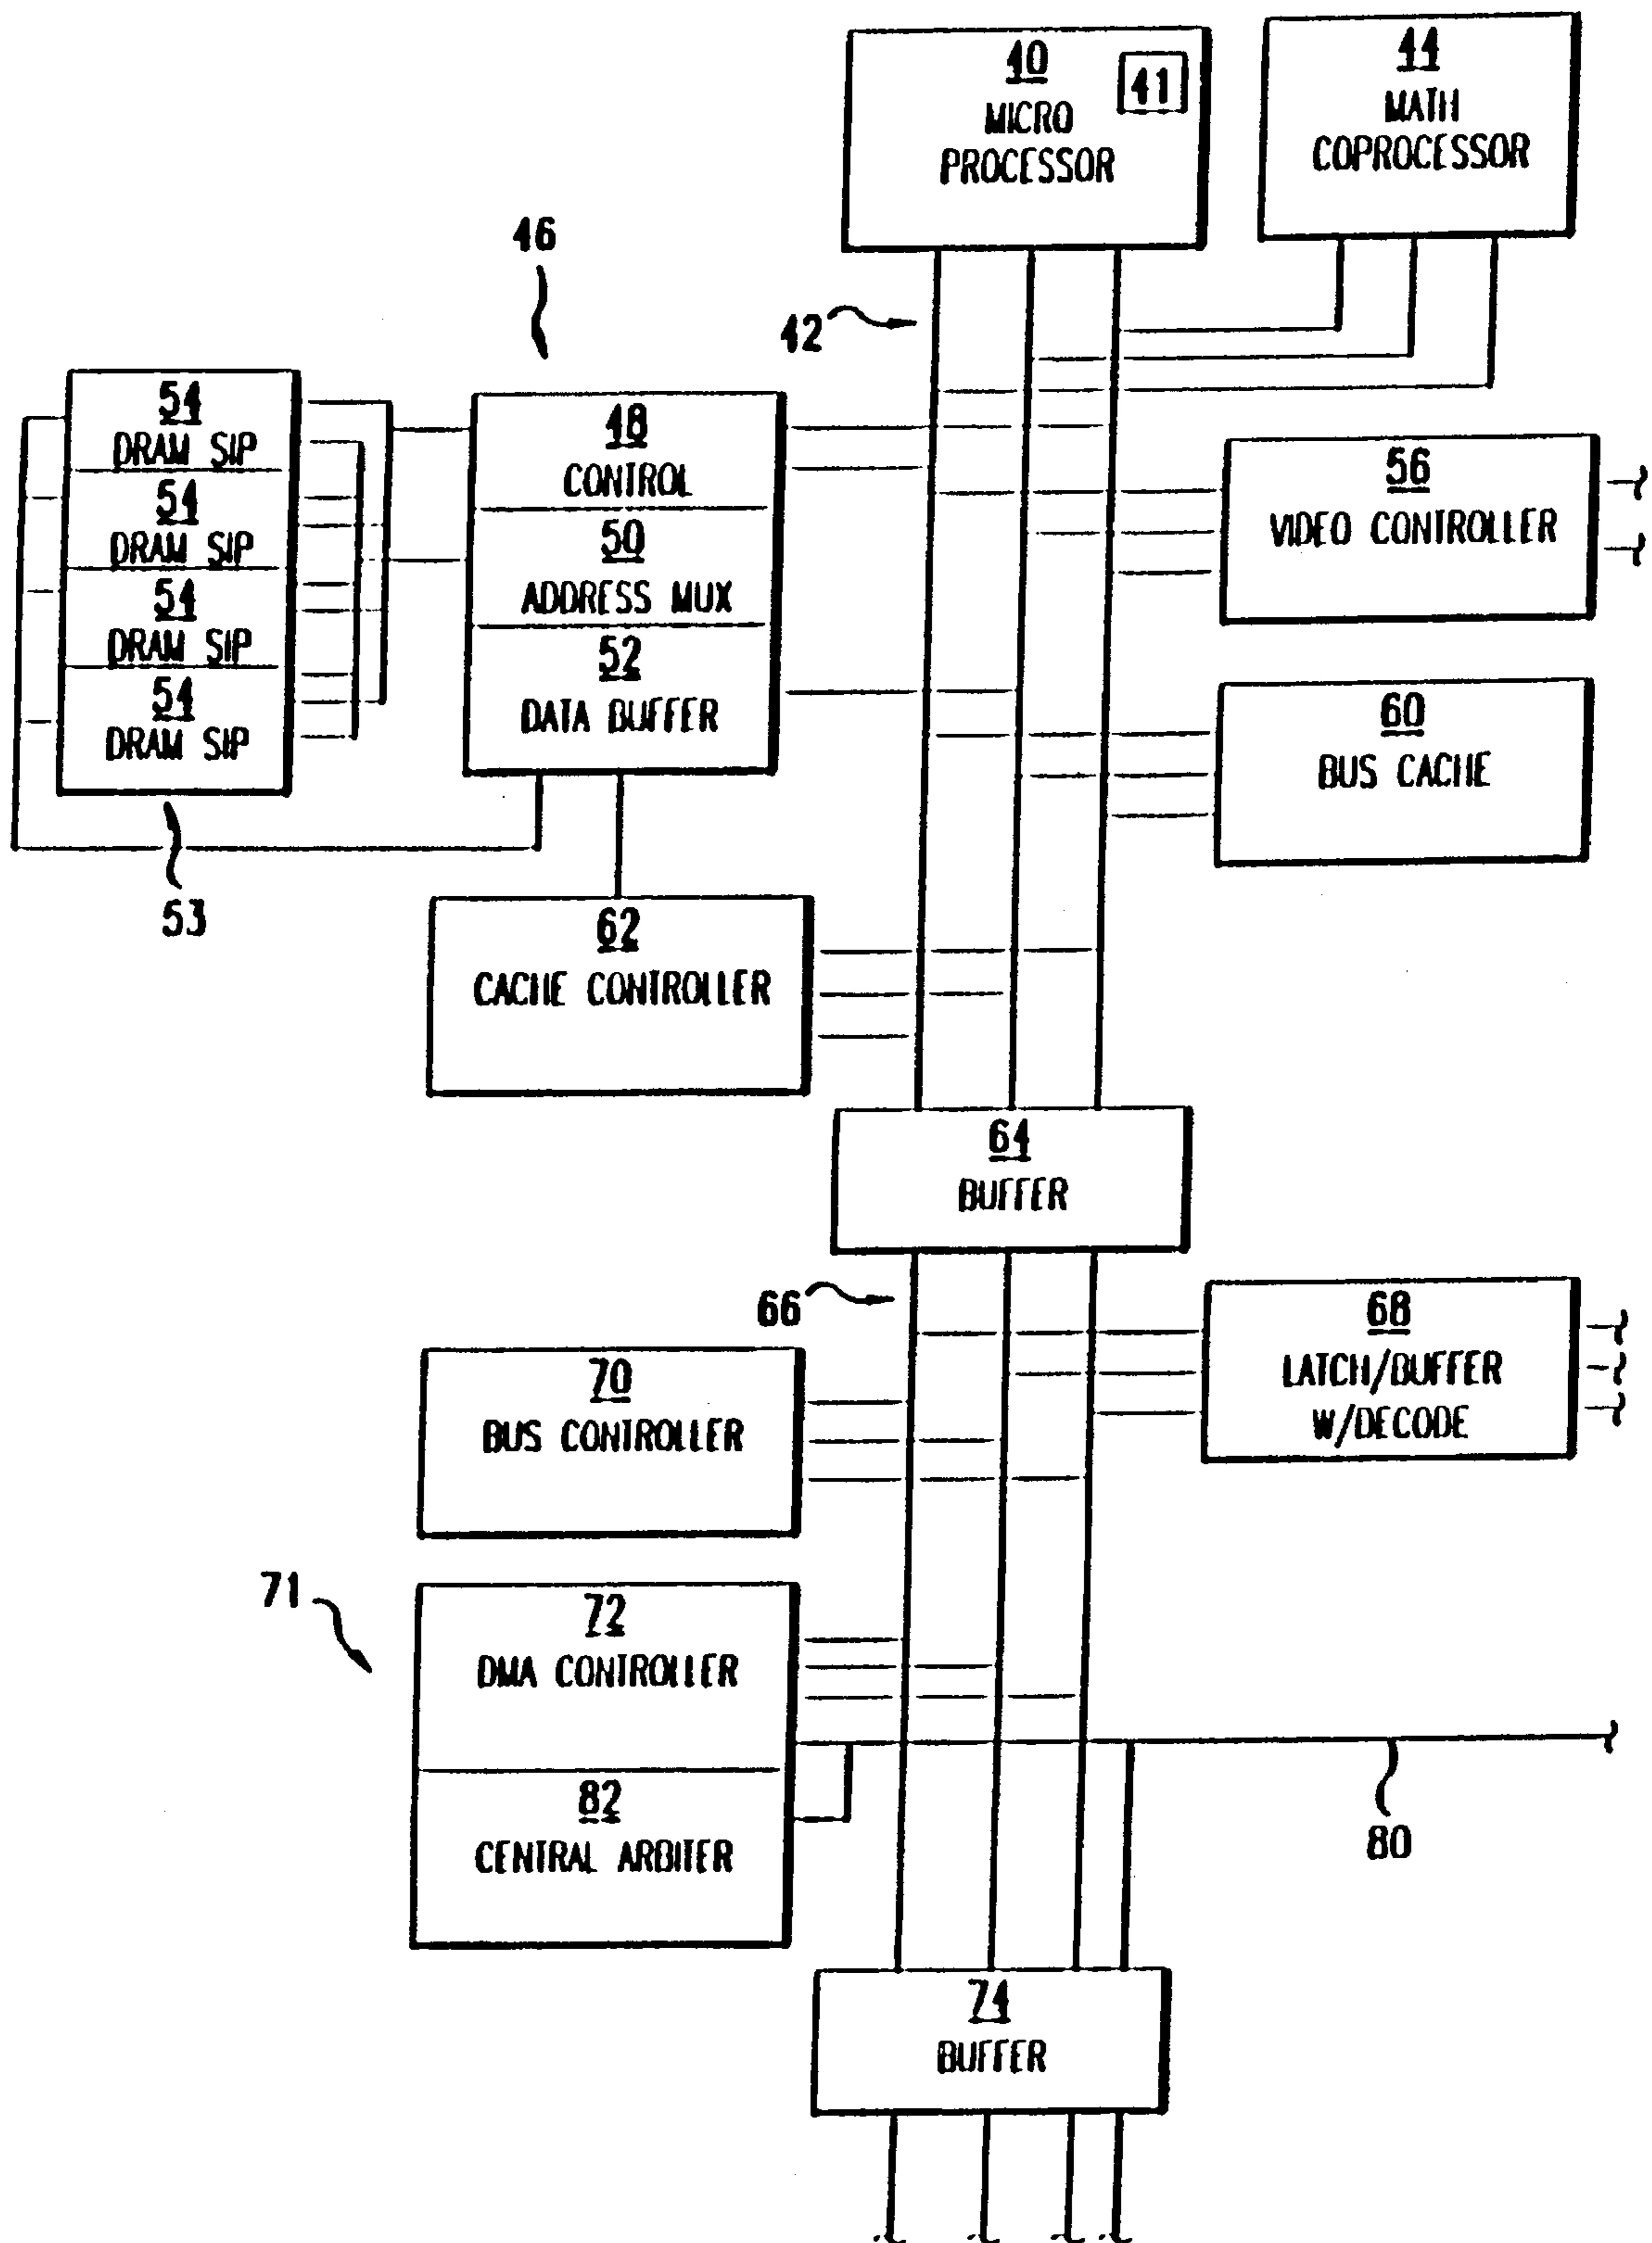 40
41
MICRO
PROCESSOR
44
MATH
COPROCESSOR
46
42
54
DRAM SIP
54
DRAM SIP
54
DRAM SIP
54
DRAM SIP
53
48
CONTROL
50
ADDRESS MUX
52
DATA BUFFER
56
VIDEO CONTROLLER
60
BUS CACHE
62
CACHE CONTROLLER
64
BUFFER
66
68
LATCH/BUFFER
W/DECODE
70
BUS CONTROLLER
71
72
DMA CONTROLLER
82
CENTRAL ARBITER
80
74
BUFFER